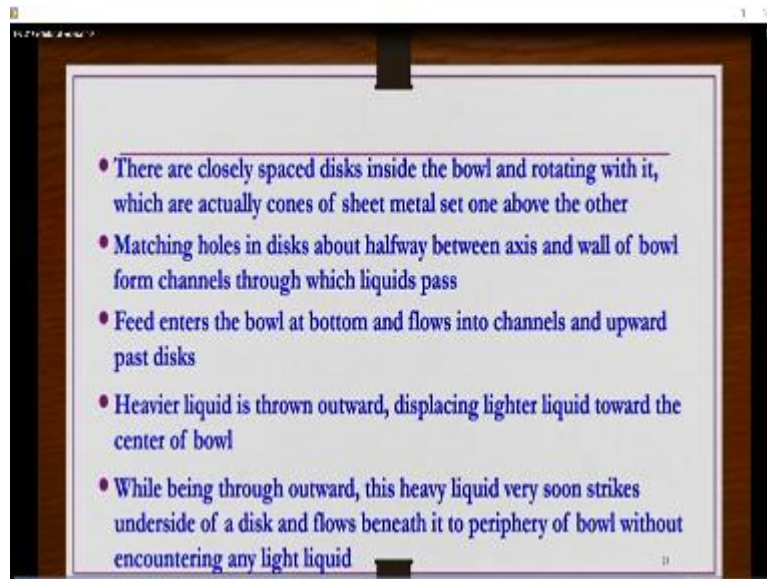 • There are closely spaced disks inside the bowl and rotating with it,
which are actually cones of sheet metal set one above the other
• Matching holes in disks about halfway between axis and wall of bowl
form channels through which liquids pass
• Feed enters the bowl at bottom and flows into channels and upward
past disks
• Heavier liquid is thrown outward, displacing lighter liquid toward the
center of bowl
• While being through outward, this heavy liquid very soon strikes
underside of a disk and flows beneath it to periphery of bowl without
encountering any light liquid